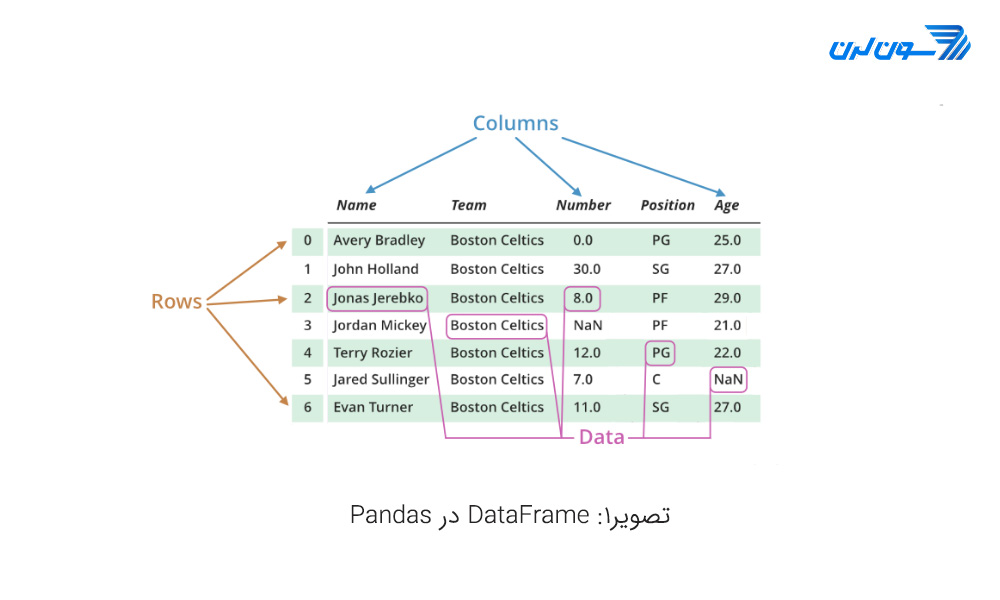 سون لرن
Columns
Name Team Number Position Age
0 Avery Bradley Boston Celtics 0.0 PG 25.0
1 John Holland Boston Celtics 30.0 SG 27.0
Rows
2 Jonas Jerebko Boston Celtics 8.0 PF 29.0
3 Jordan Mickey Boston Celtics NaN PF 21.0
4 Terry Rozier Boston Celtics 12.0 PG 22.0
5 Jared Sullinger Boston Celtics 7.0 C NaN
6 Evan Turner Boston Celtics 11.0 SG 27.0
Data
تصویر۱: DataFrame در Pandas